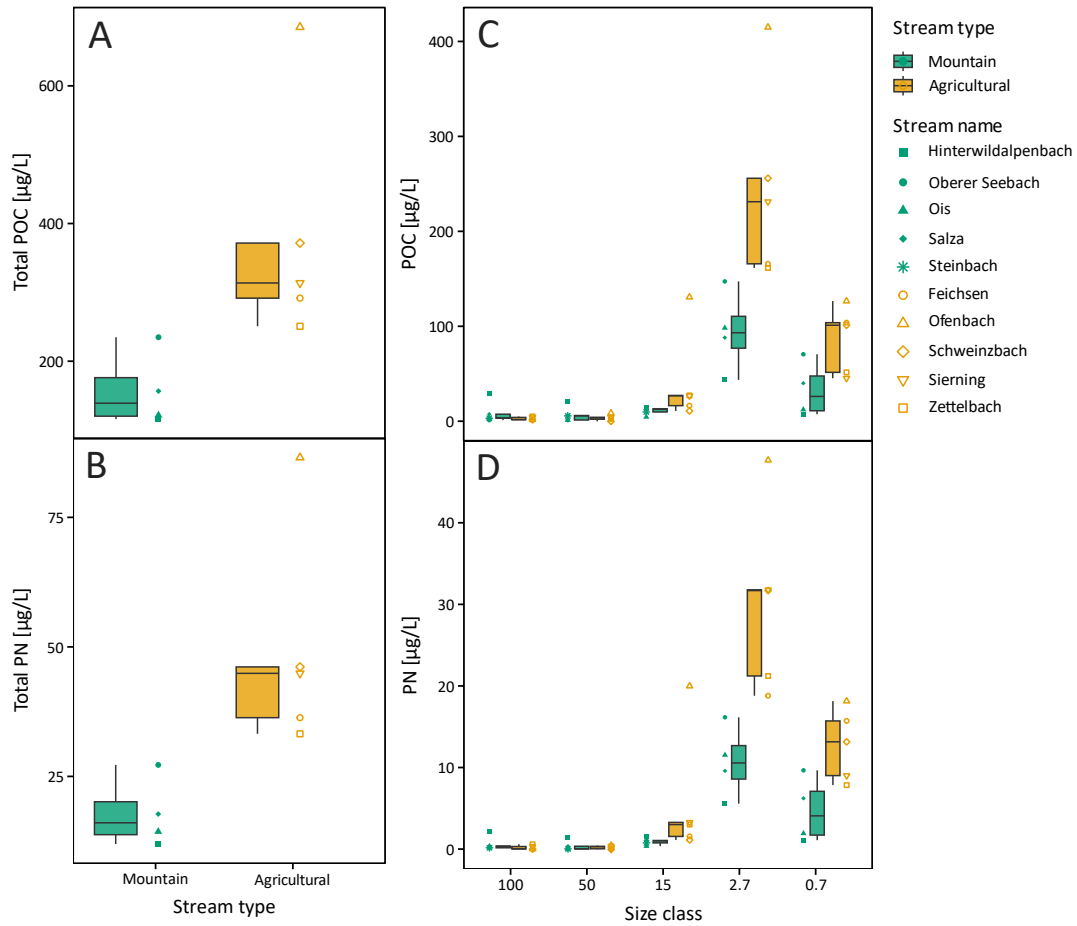 A
Total POC [µg/L]
600
400
200
B
Total PN [µg/L]
75
50
25
Mountain
Agricultural
Stream type
C
POC [µg/L]
400
300
200
100
0
D
PN [µg/L]
40
30
20
10
0
100
50
15
2.7
0.7
Size class
Stream type
Mountain
Agricultural
Stream name
Hinterwildalpenbach
Oberer Seebach
Ois
Salza
Steinbach
Feichsen
Ofenbach
Schweinzbach
Sierning
Zettelbach